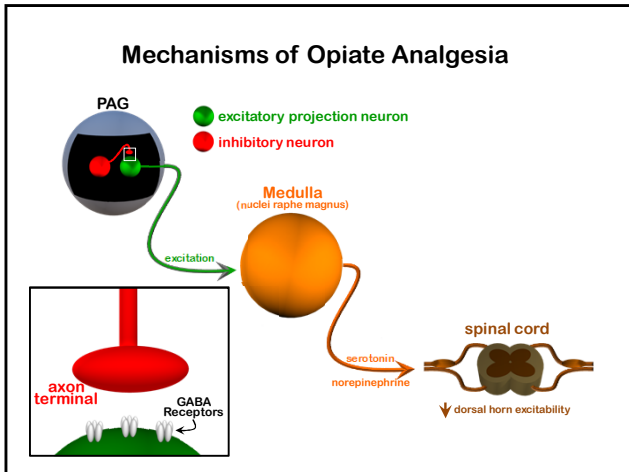 Mechanisms of Opiate Analgesia
PAG
excitatory projection neuron
inhibitory neuron
Medulla
(nuclei raphe magnus)
excitation
axon
terminal
GABA
Receptors
serotonin
norepinephrine
spinal cord
dorsal horn excitability